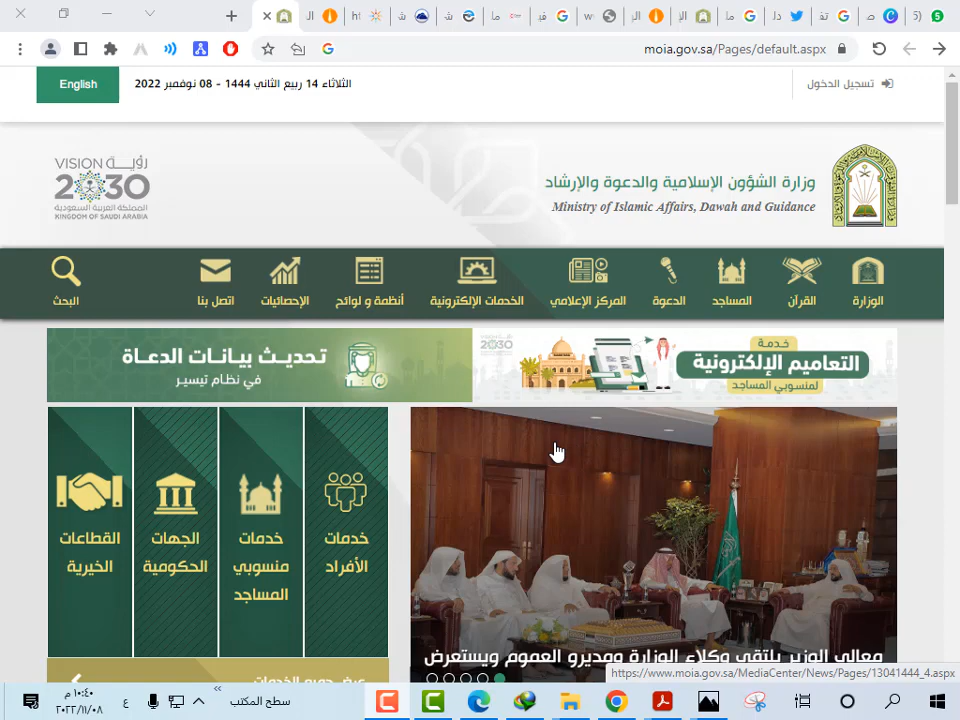 moia.gov.sa/Pages/default.aspx
تسجيل الدخول
الثلاثاء 14 ربيع الثاني 1444 - 08 نوفمبر 2022
English
وزارة الشؤون الإسلامية والدعوة والإرشاد
Ministry of Islamic Affairs, Dawah and Guidance
VISION رؤية
2030
المملكة العربية السعودية
KINGDOM OF SAUDI ARABIA
الوزارة
القرآن
المساجد
الدعوة
المركز الإعلامي
الخدمات الإلكترونية
أنظمة و لوائح
الإحصائيات
اتصل بنا
البحث
خدمة
التعاميم الإلكترونية
لمنسوبي المساجد
2030
تحديث بيانات الدعاة
في نظام تيسير
خدمات
الأفراد
خدمات
منسوبي
المساجد
الجهات
الحكومية
القطاعات
الخيرية
معالي الوزير يلتقي وكلاء الوزارة ومديرو العموم ويستعرض
عرض جميع الخدمات
https://www.moia.gov.sa/MediaCenter/News/Pages/13041444_4.aspx
سطح المكتب
ع
١٠:٤٠ م
٢٠٢٢/١١/٠٨